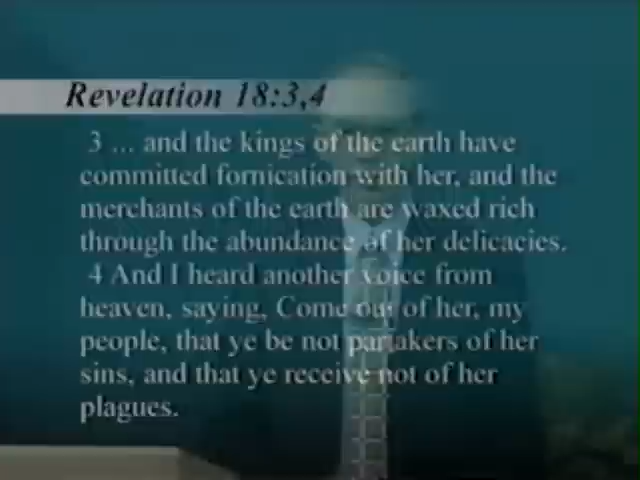 Revelation 18:3,4
3 ... and the kings of the earth have
committed fornication with her, and the
merchants of the earth are waxed rich
through the abundance of her delicacies.
4 And I heard another voice from
heaven, saying, Come out of her, my
people, that ye be not partakers of her
sins, and that ye receive not of her
plagues.